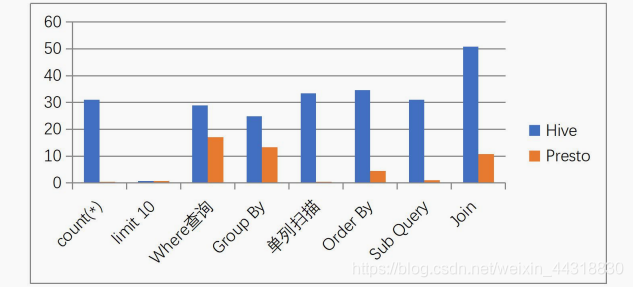 60
50
40
30
20
10
0
count(*)
limit 10
Where查询
Group By
单列扫描
Order By
Sub Query
Join
Hive
Presto
https://blog.csdn.net/weixin_44318830